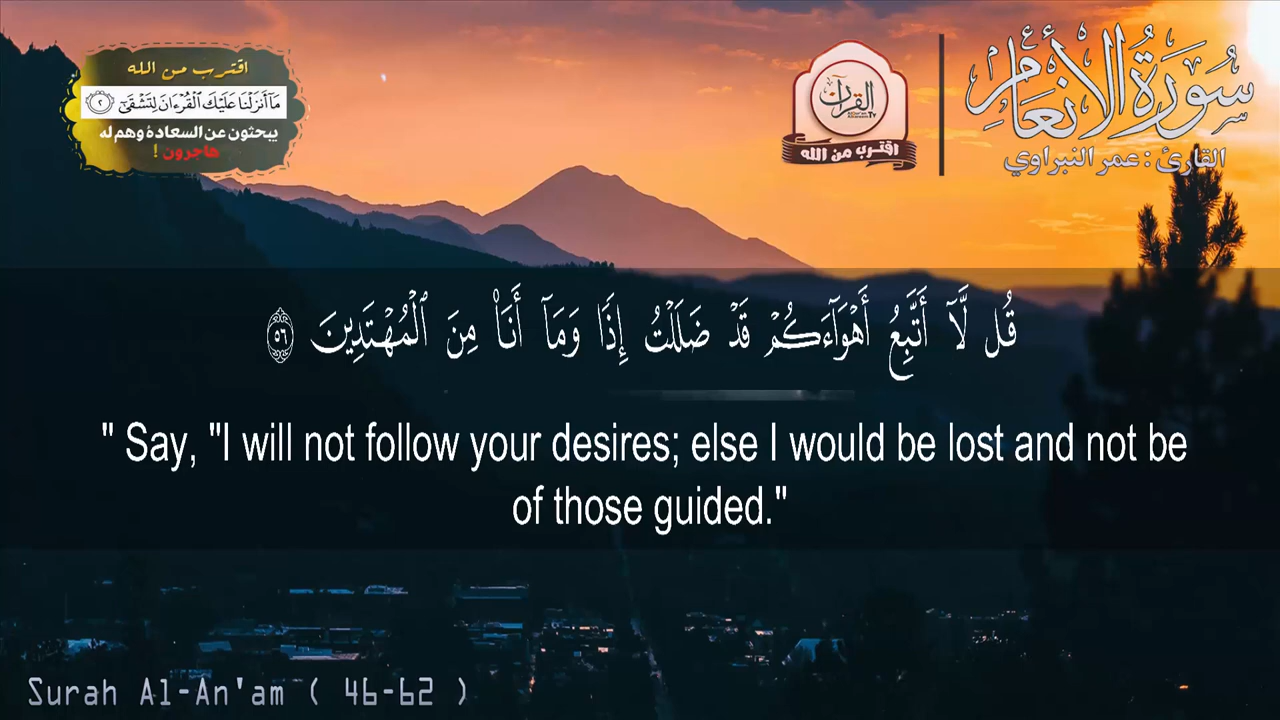 اقترب من الله
مَآ أَنزَلْنَا عَلَيْكَ ٱلْقُرْءَانَ لِتَشْقَىٰٓ ٢
يبحثون عن السعادة وهم له
هاجرون !
القرآن
TV
اقترب من الله
سُورَةُ الأَنْعَامِ
القارئ : عمر النبراوي
قُل لَّآ أَتَّبِعُ أَهْوَآءَكُمْ قَدْ ضَلَلْتُ إِذًا وَمَآ أَنَا۠ مِنَ ٱلْمُهْتَدِينَ ٥٦
" Say, "I will not follow your desires; else I would be lost and not be
of those guided."
Surah Al-An'am ( 46-62 )